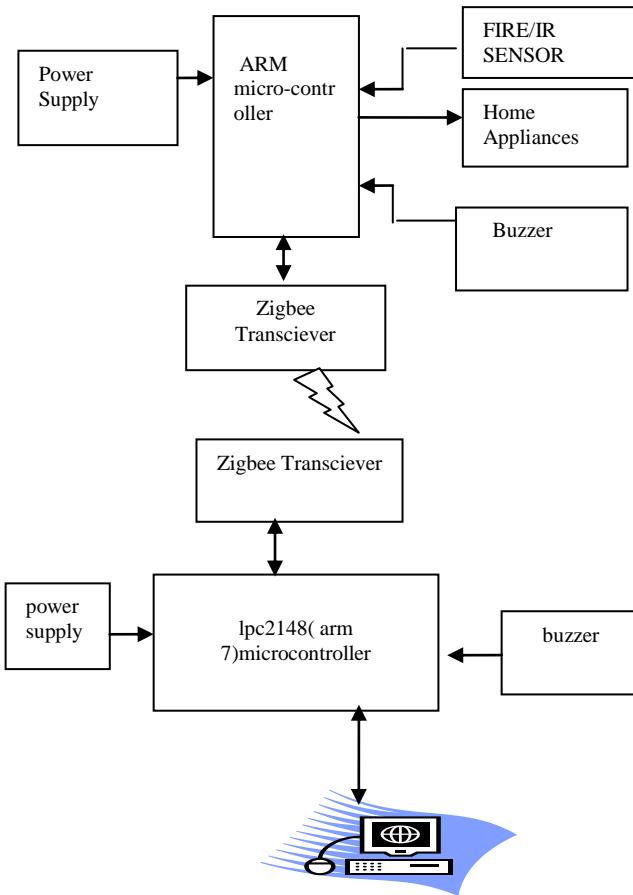 Power
Supply
ARM
micro-contr
oller
FIRE/IR
SENSOR
Home
Appliances
Buzzer
Zigbee
Transciever
Zigbee Transciever
power
supply
lpc2148( arm
7)microcontroller
buzzer